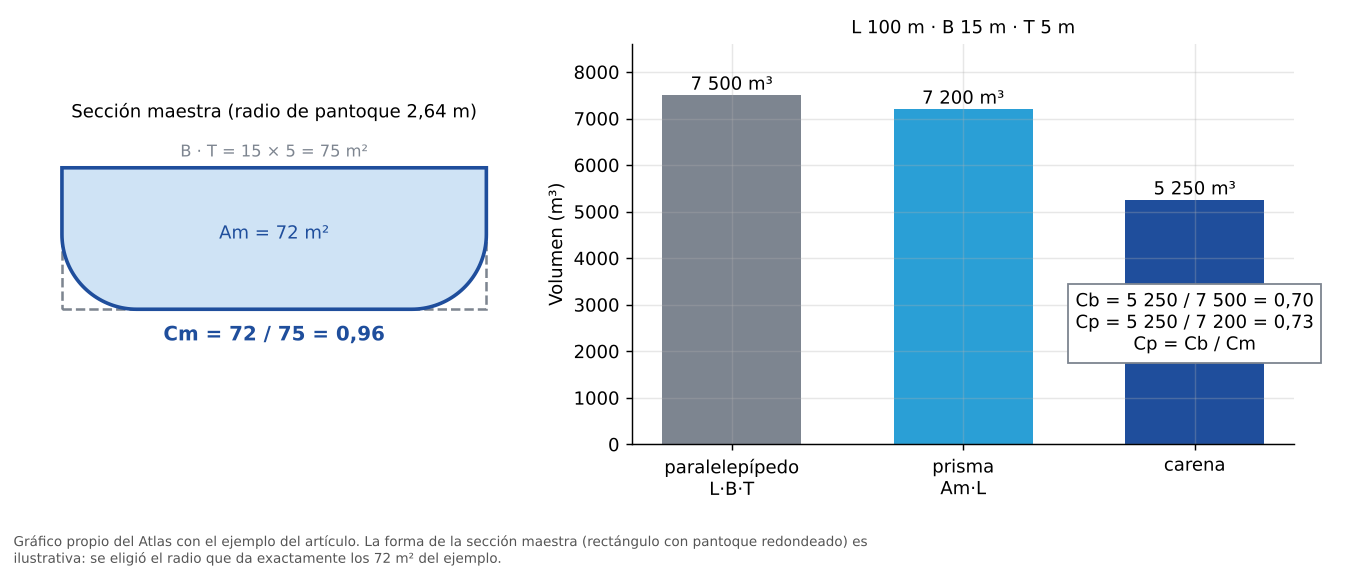 Sección maestra (radio de pantoque 2,64 m)
B · T = 15 × 5 = 75 m²
Am = 72 m²
Cm = 72 / 75 = 0,96
L 100 m · B 15 m · T 5 m
Volumen (m³)
8000
7000
6000
5000
4000
3000
2000
1000
0
7 500 m³
7 200 m³
5 250 m³
Cb = 5 250 / 7 500 = 0,70
Cp = 5 250 / 7 200 = 0,73
Cp = Cb / Cm
paralelepípedo
L·B·T
prisma
Am·L
carena
Gráfico propio del Atlas con el ejemplo del artículo. La forma de la sección maestra (rectángulo con pantoque redondeado) es
ilustrativa: se eligió el radio que da exactamente los 72 m² del ejemplo.